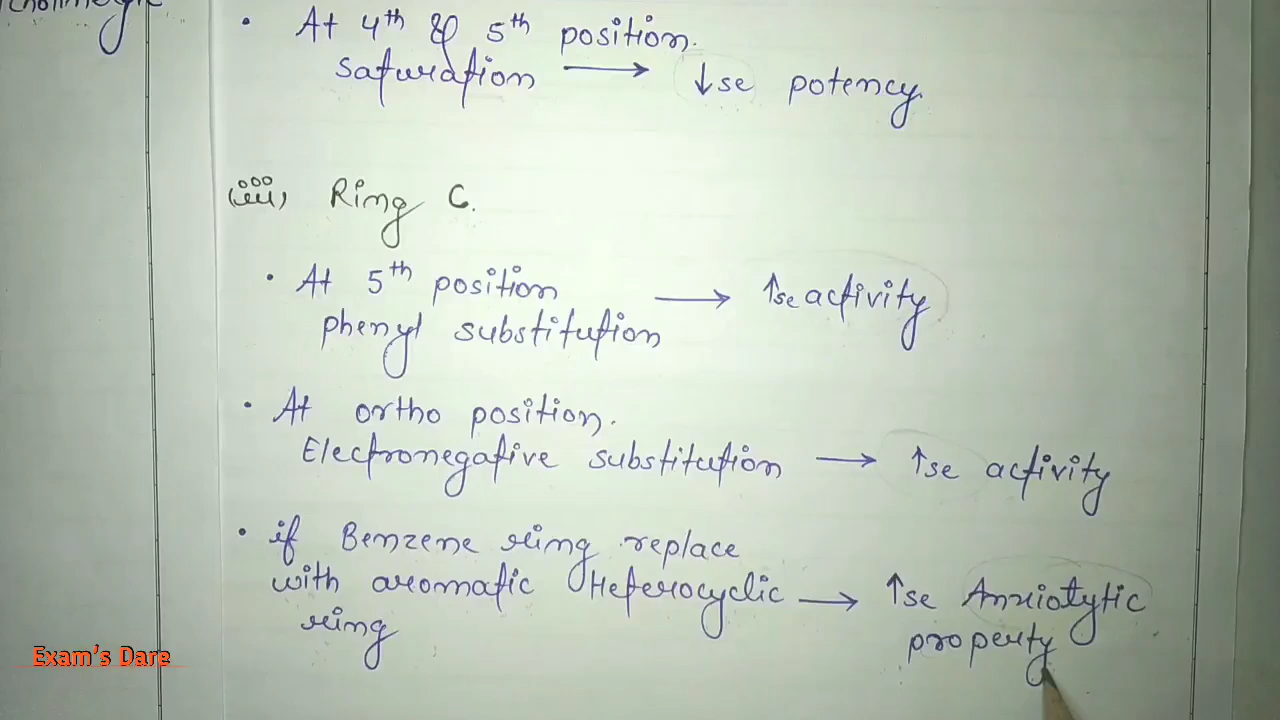 • At 4th & 5th position.
saturation → ↓se potency.
(iii) Ring C.
• At 5th position → ↑se activity
phenyl substitution
• At ortho position.
Electronegative substitution → ↑se activity
• if Benzene ring replace
with aromatic Heterocyclic → ↑se Anxiolytic
ring property
Exam's Dare